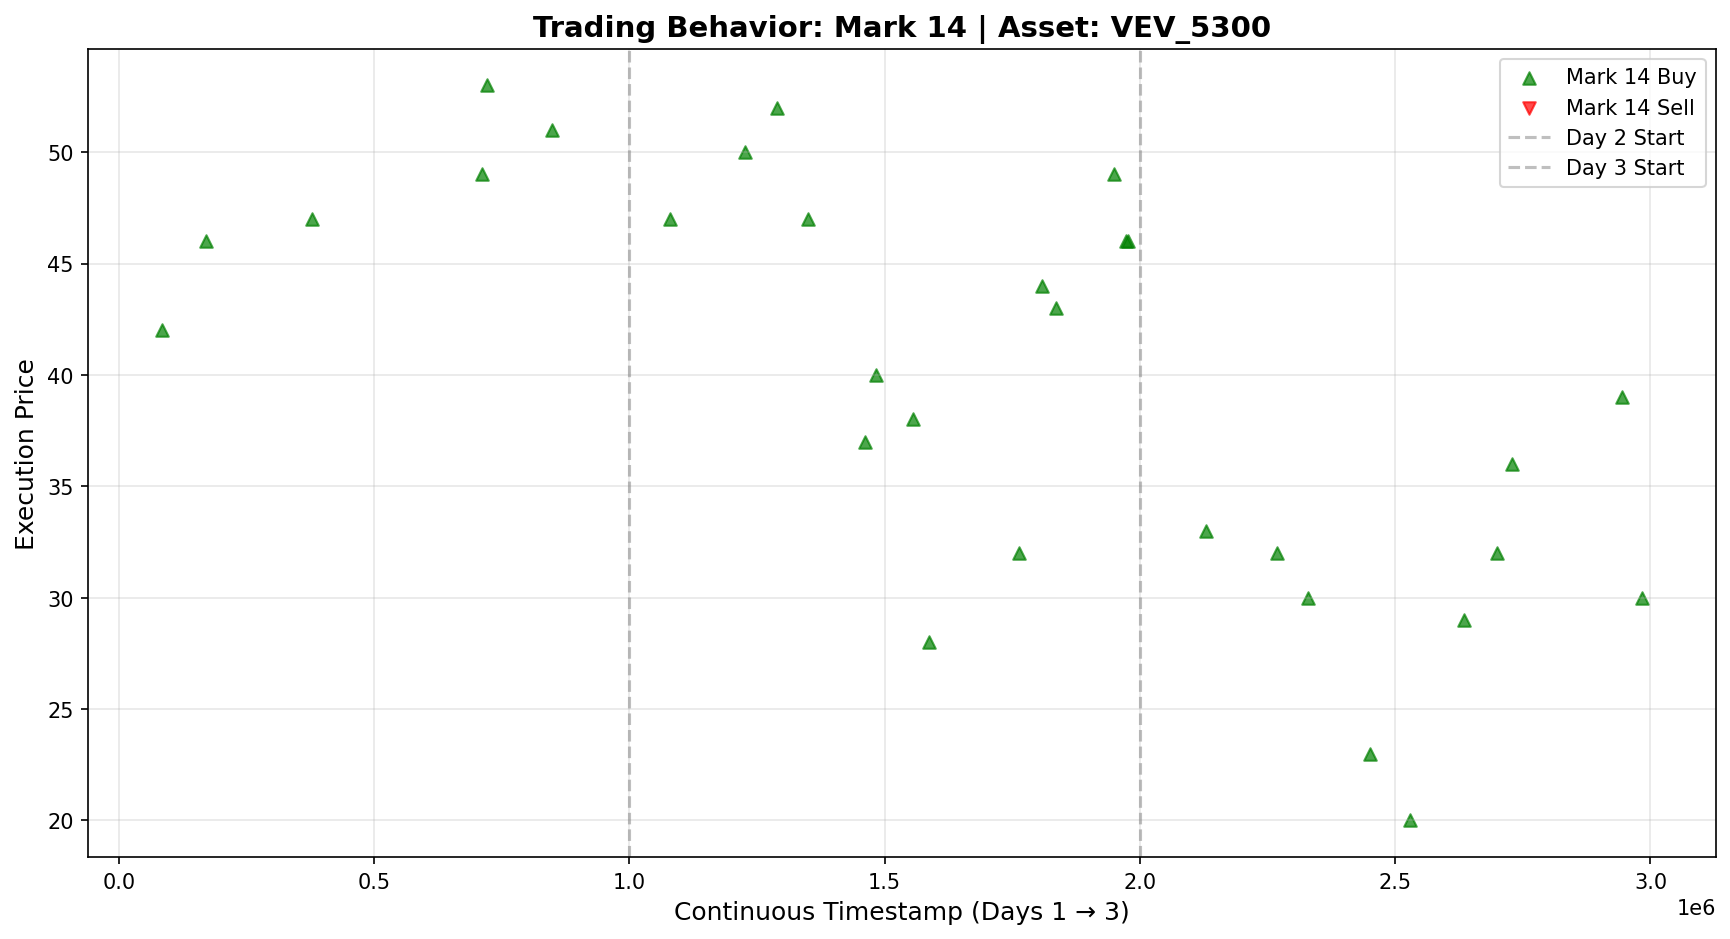 Trading Behavior: Mark 14 | Asset: VEV_5300
Mark 14 Buy
Mark 14 Sell
Day 2 Start
Day 3 Start
Execution Price
50
45
40
35
30
25
20
0.0 0.5 1.0 1.5 2.0 2.5 3.0
1e6
Continuous Timestamp (Days 1 → 3)